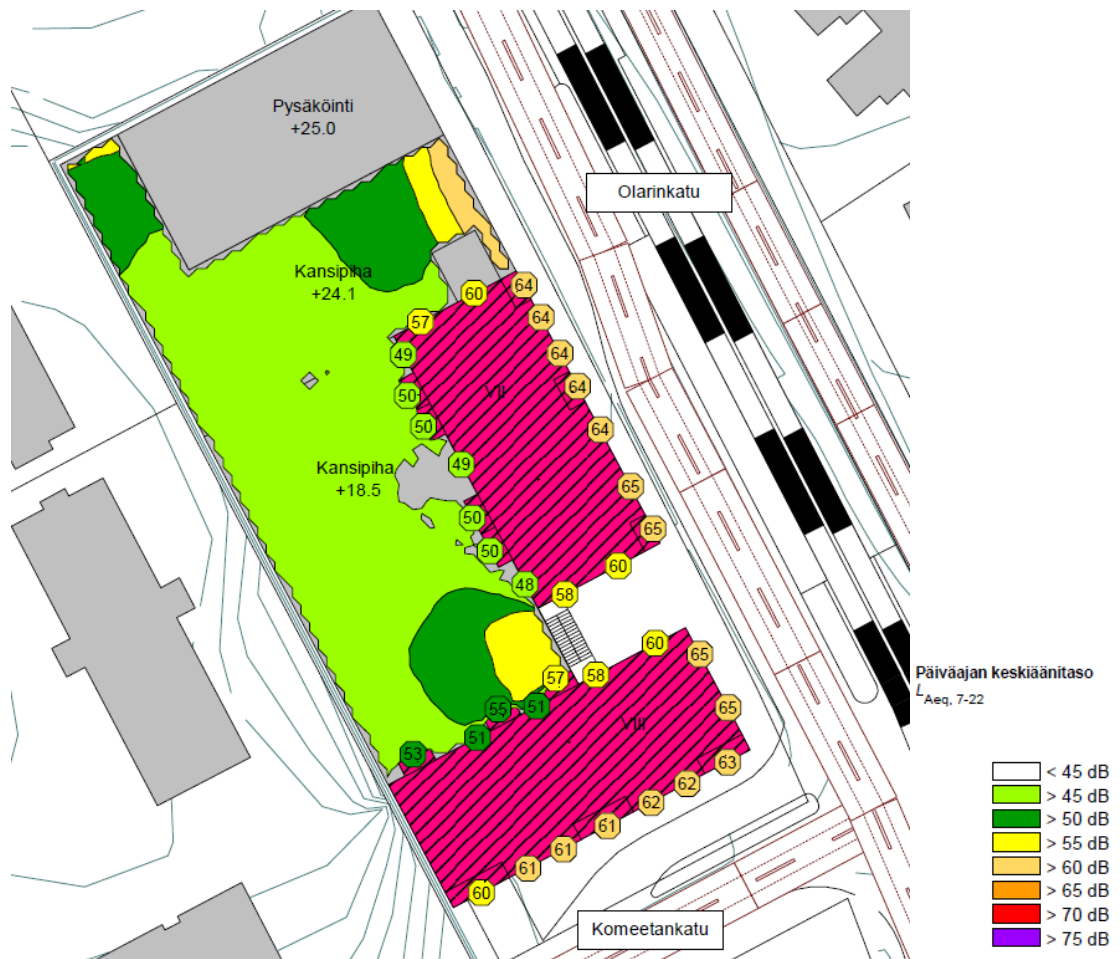 Pysäköinti
+25.0
Olarinkatu
Kansipiha
+24.1
64
60
57
64
49
64
50
64
VII
50
64
49
Kansipiha
+18.5
65
50
65
50
60
48
58
60
65
57
58
51
55
65
VIII
51
53
63
62
62
61
61
61
60
Komeetankatu
Päiväajan keskiäänitaso
LAeq, 7-22
< 45 dB
> 45 dB
> 50 dB
> 55 dB
> 60 dB
> 65 dB
> 70 dB
> 75 dB